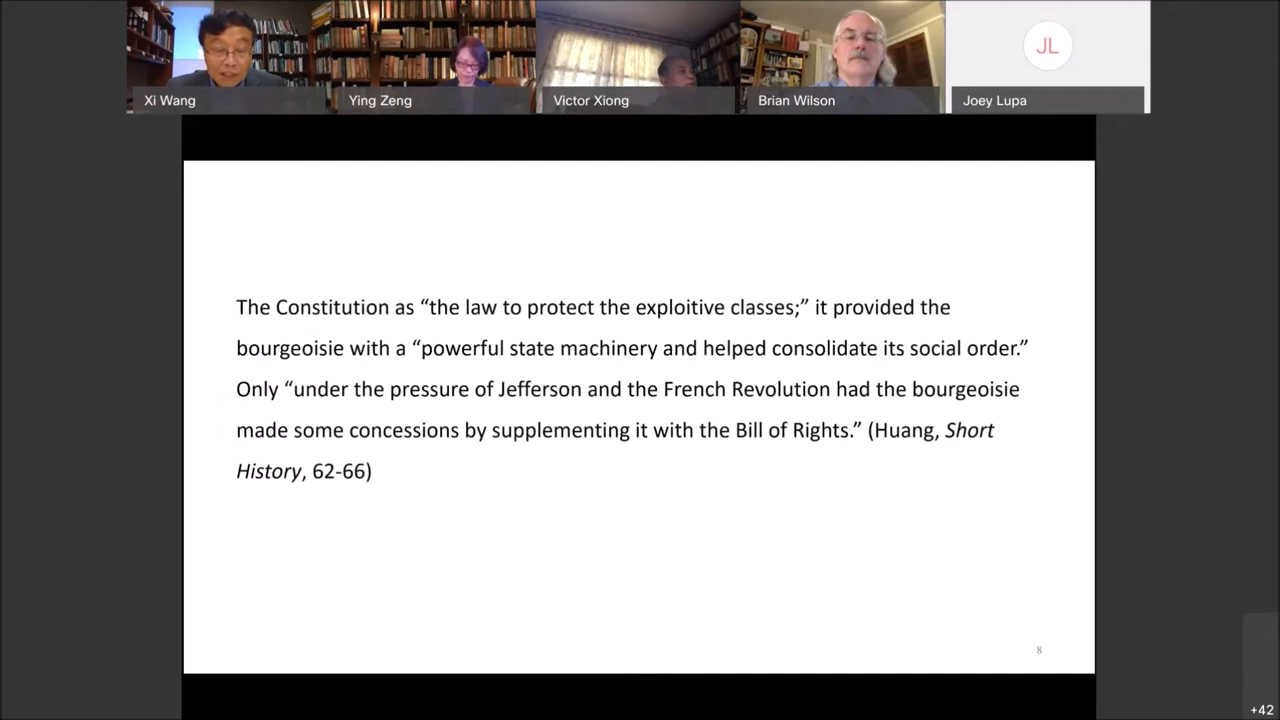 Xi Wang
Ying Zeng
Victor Xiong
Brian Wilson
JL
Joey Lupa
The Constitution as “the law to protect the exploitive classes;” it provided the
bourgeoisie with a “powerful state machinery and helped consolidate its social order.”
Only “under the pressure of Jefferson and the French Revolution had the bourgeoisie
made some concessions by supplementing it with the Bill of Rights.” (Huang, Short
History, 62-66)
8
+42